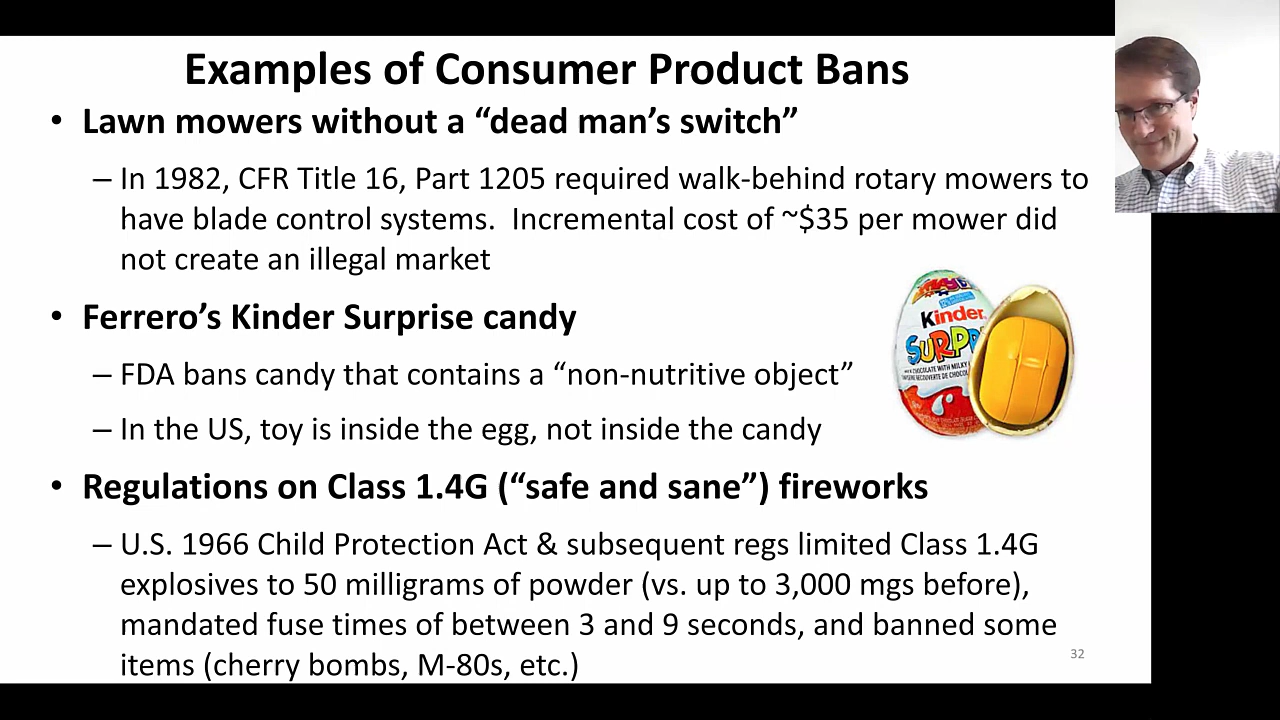 Examples of Consumer Product Bans
• Lawn mowers without a “dead man’s switch”
– In 1982, CFR Title 16, Part 1205 required walk-behind rotary mowers to
have blade control systems.  Incremental cost of ~$35 per mower did
not create an illegal market
• Ferrero’s Kinder Surprise candy
– FDA bans candy that contains a “non-nutritive object”
– In the US, toy is inside the egg, not inside the candy
Kinder
• Regulations on Class 1.4G (“safe and sane”) fireworks
– U.S. 1966 Child Protection Act & subsequent regs limited Class 1.4G
explosives to 50 milligrams of powder (vs. up to 3,000 mgs before),
mandated fuse times of between 3 and 9 seconds, and banned some
items (cherry bombs, M-80s, etc.)
32